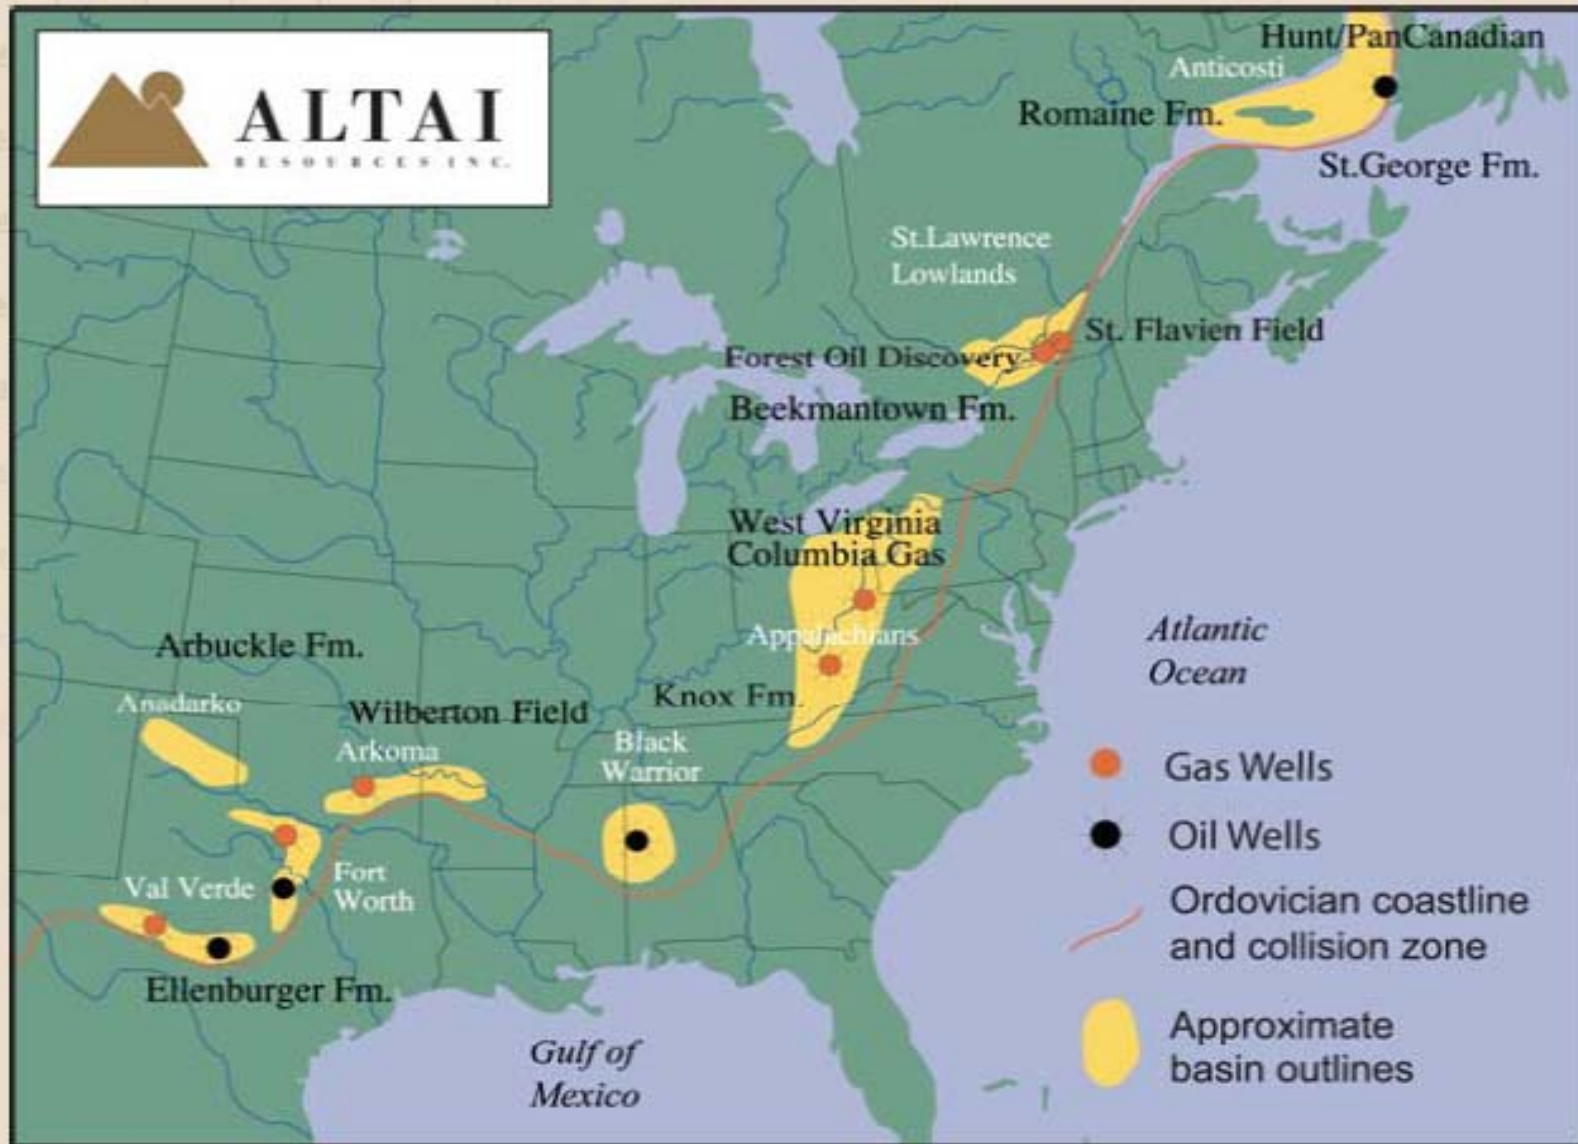 ALTAI
RESOURCES INC.
Hunt/PanCanadian
Anticosti
Romaine Fm.
St.George Fm.
St.Lawrence
Lowlands
St. Flavien Field
Forest Oil Discovery
Beekmantown Fm.
West Virginia
Columbia Gas
Appalachians
Knox Fm.
Arbuckle Fm.
Anadarko
Wilberton Field
Arkoma
Black
Warrior
Val Verde
Fort
Worth
Ellenburger Fm.
Gulf of
Mexico
Atlantic
Ocean
Gas Wells
Oil Wells
Ordovician coastline
and collision zone
Approximate
basin outlines